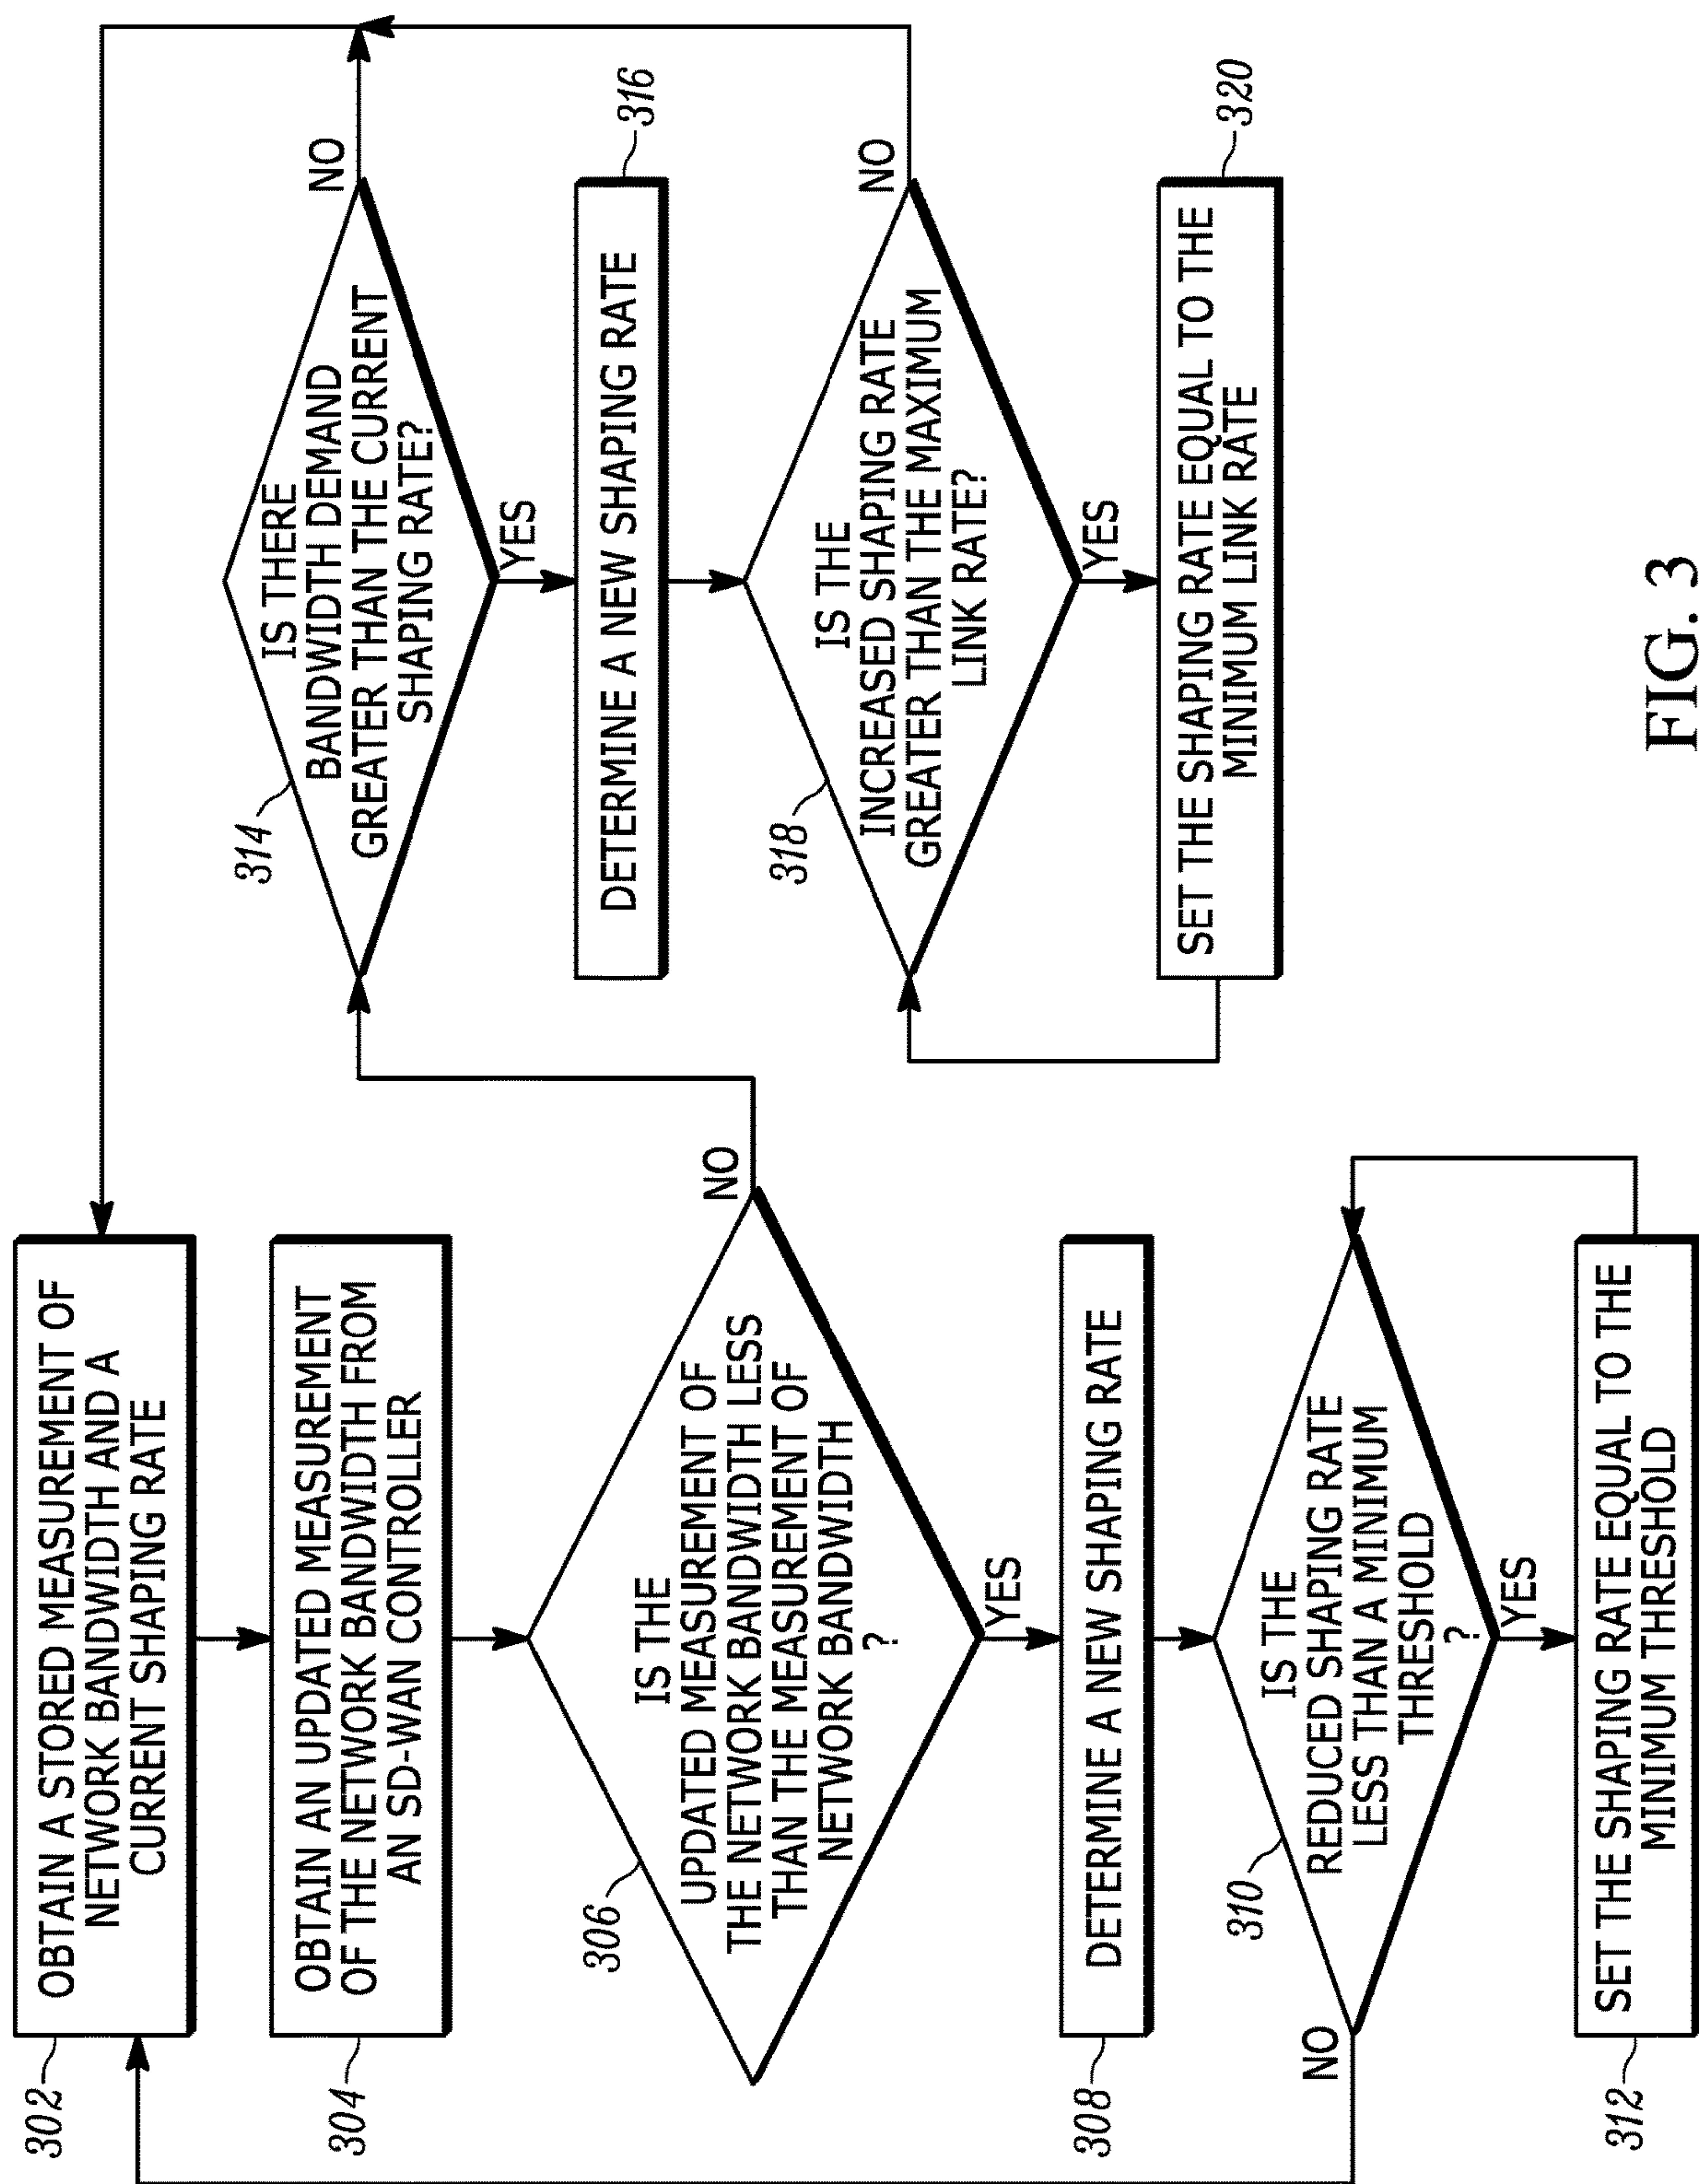 302
OBTAIN A STORED MEASUREMENT OF
NETWORK BANDWIDTH AND A
CURRENT SHAPING RATE
304
OBTAIN AN UPDATED MEASUREMENT
OF THE NETWORK BANDWIDTH FROM
AN SD-WAN CONTROLLER
306
IS THE
UPDATED MEASUREMENT OF
THE NETWORK BANDWIDTH LESS
THAN THE MEASUREMENT OF
NETWORK BANDWIDTH
?
NO
YES
308
DETERMINE A NEW SHAPING RATE
310
IS THE
REDUCED SHAPING RATE
LESS THAN A MINIMUM
THRESHOLD
?
NO
YES
312
SET THE SHAPING RATE EQUAL TO THE
MINIMUM THRESHOLD
314
IS THERE
BANDWIDTH DEMAND
GREATER THAN THE CURRENT
SHAPING RATE?
NO
YES
DETERMINE A NEW SHAPING RATE
316
318
IS THE
INCREASED SHAPING RATE
GREATER THAN THE MAXIMUM
LINK RATE?
NO
YES
SET THE SHAPING RATE EQUAL TO THE
MINIMUM LINK RATE
320
FIG. 3